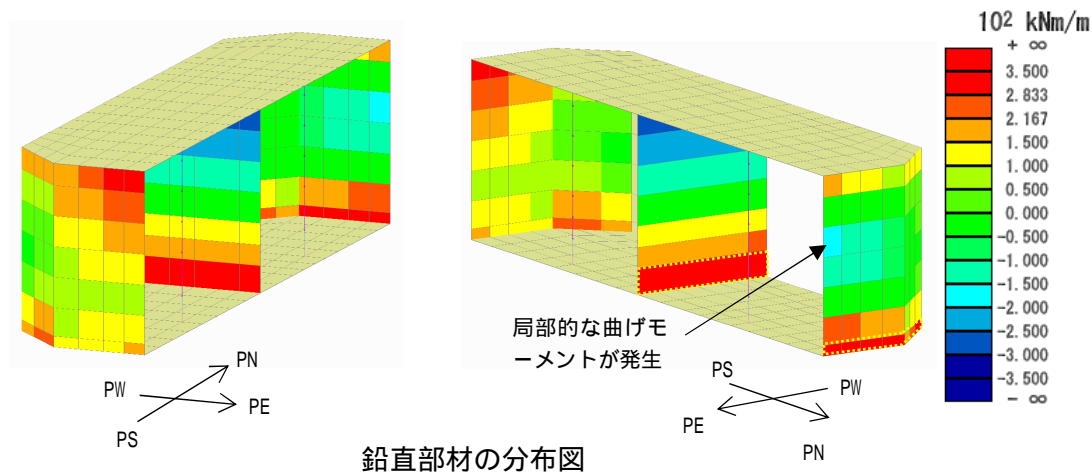 10² kNm/m
+ ∞
3.500
2.833
2.167
1.500
1.000
0.500
0.000
-0.500
-1.000
-2.000
-2.500
-3.000
-3.500
- ∞
局部的な曲げモ
ーメントが発生
PN
PW
PE
PS
PS
PW
PE
PN
鉛直部材の分布図